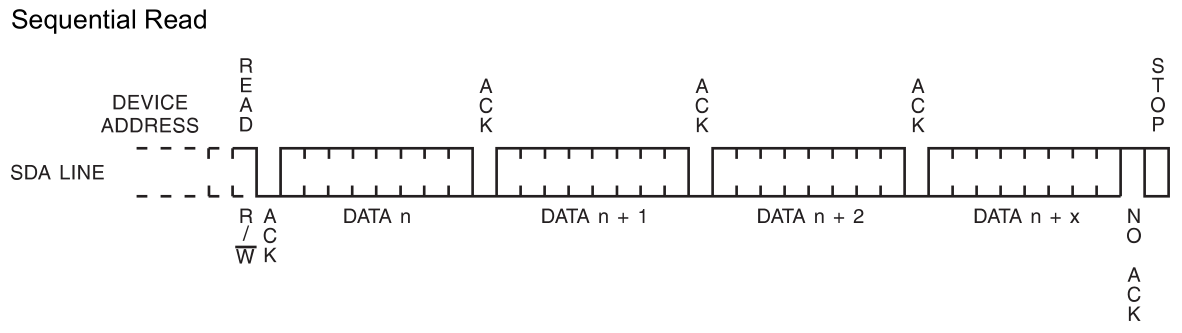 Sequential Read
READ
ACK
ACK
ACK
STOP
DEVICE
ADDRESS
SDA LINE
R/W
ACK
DATA n
DATA n + 1
DATA n + 2
DATA n + x
NO ACK